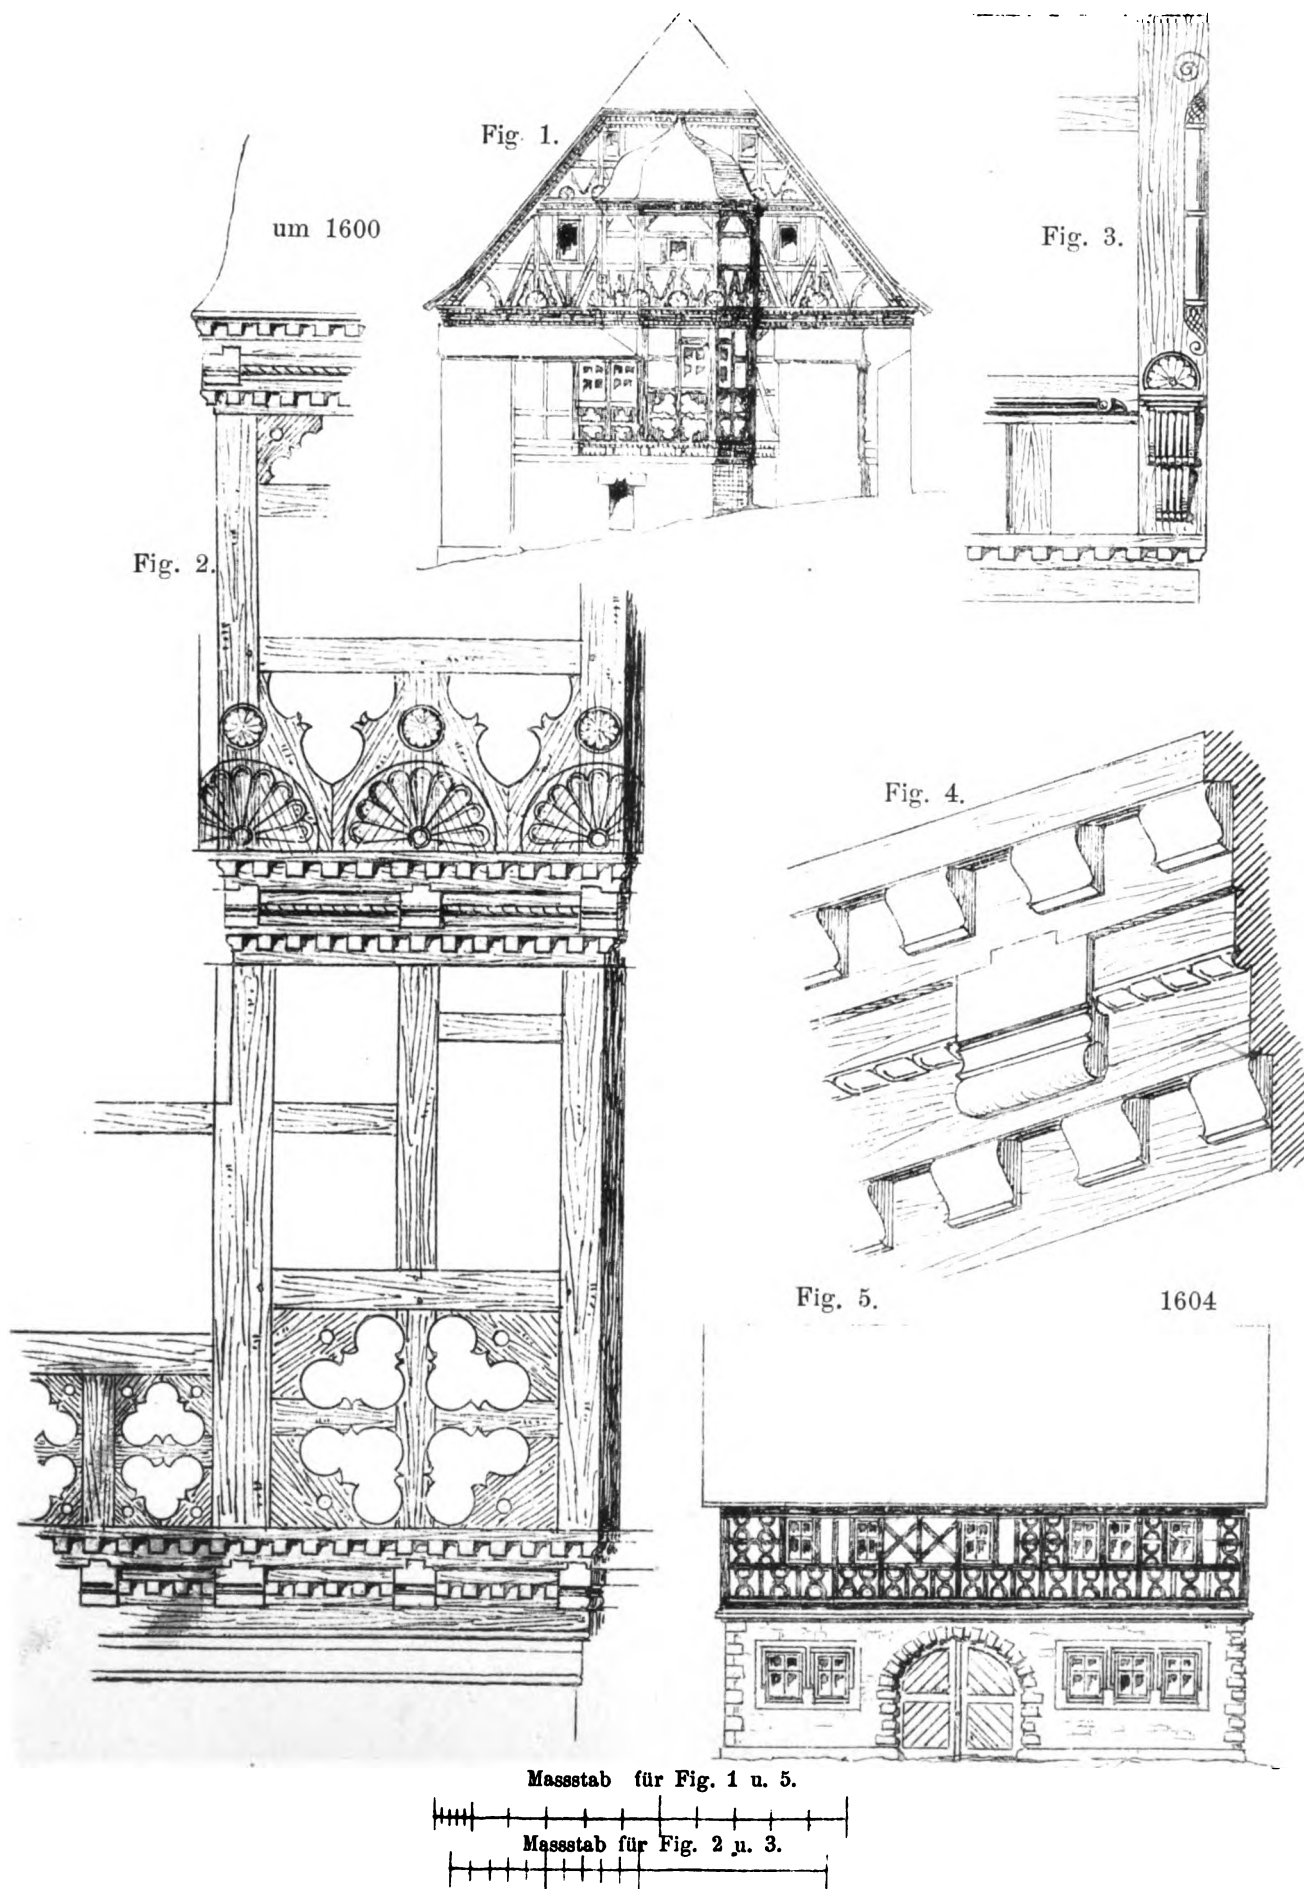 Fig. 1.
um 1600
Fig. 3.
Fig. 2.
Fig. 4.
Fig. 5.
1604
Massstab für Fig. 1 u. 5.
Massstab für Fig. 2 u. 3.